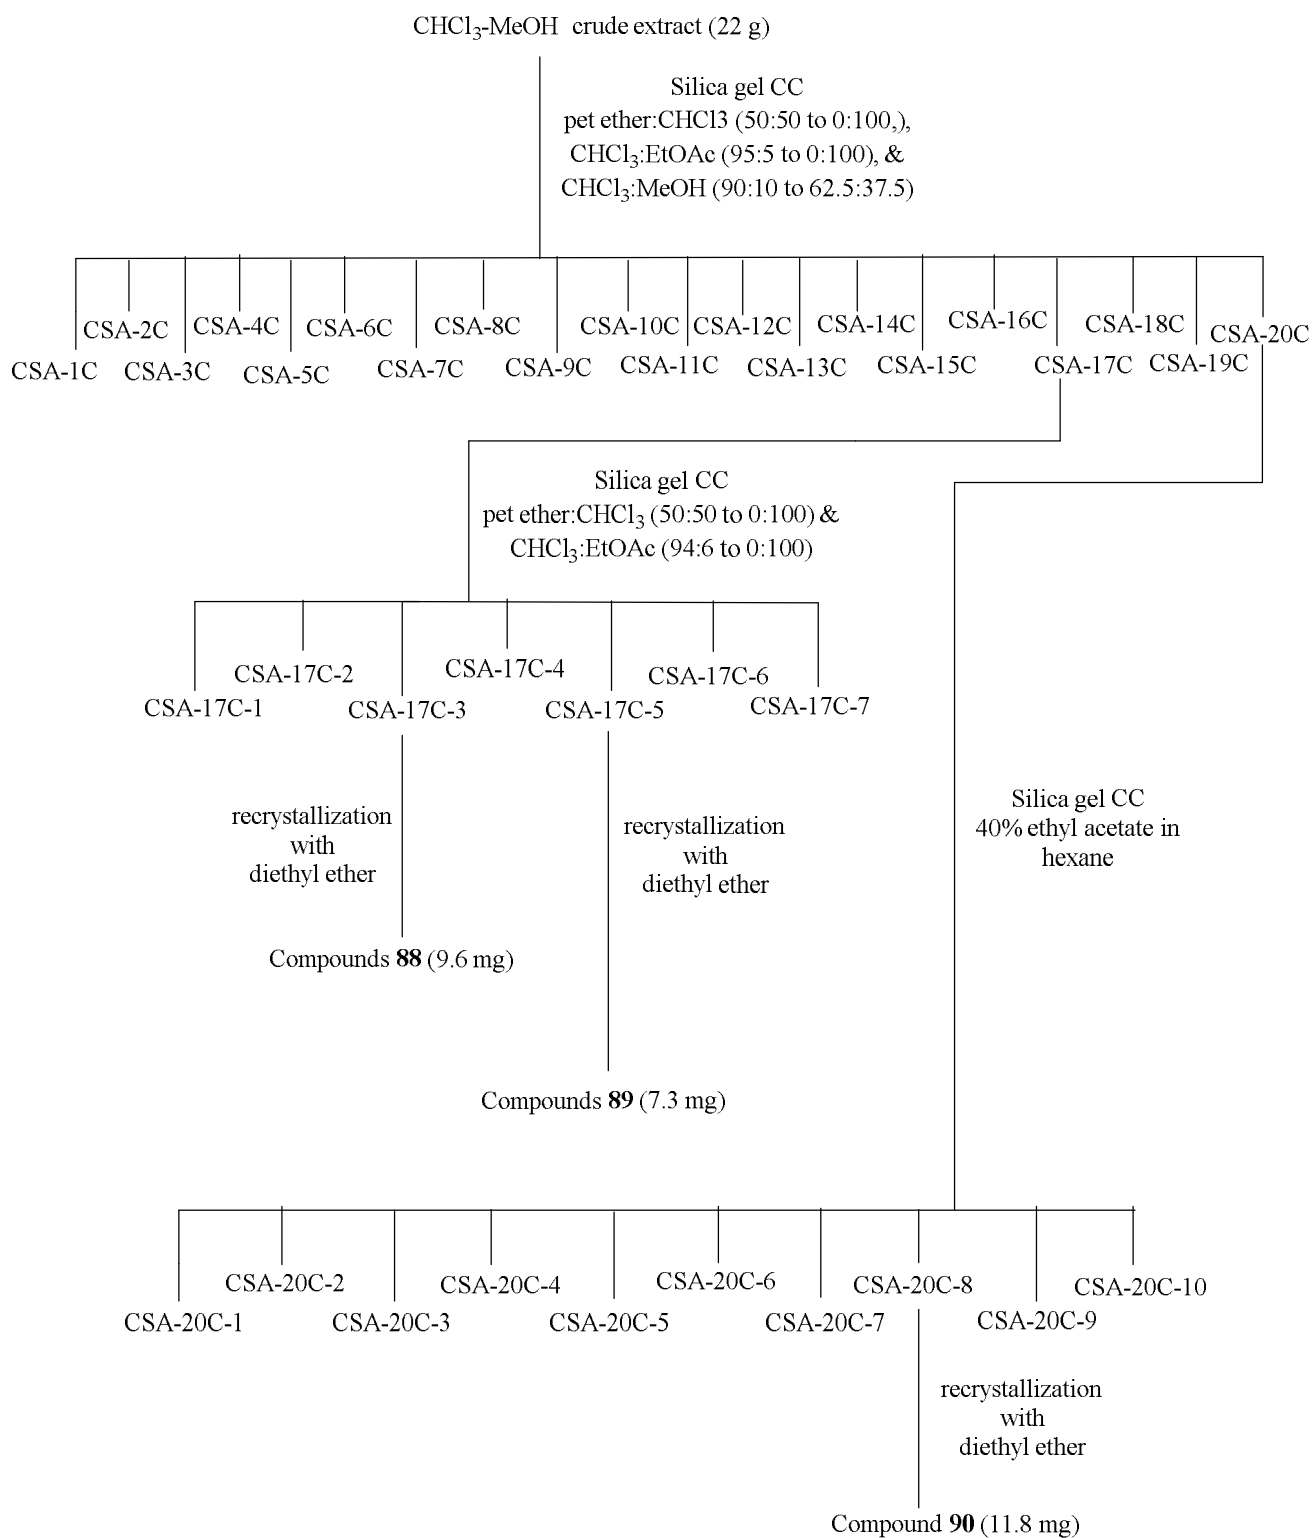 CHCl₃-MeOH crude extract (22 g)
Silica gel CC
pet ether:CHCl3 (50:50 to 0:100,),
CHCl₃:EtOAc (95:5 to 0:100), &
CHCl₃:MeOH (90:10 to 62.5:37.5)
CSA-2C CSA-4C CSA-6C CSA-8C CSA-10C CSA-12C CSA-14C CSA-16C CSA-18C CSA-20C
CSA-1C CSA-3C CSA-5C CSA-7C CSA-9C CSA-11C CSA-13C CSA-15C CSA-17C CSA-19C
Silica gel CC
pet ether:CHCl₃ (50:50 to 0:100) &
CHCl₃:EtOAc (94:6 to 0:100)
CSA-17C-2 CSA-17C-4 CSA-17C-6
CSA-17C-1 CSA-17C-3 CSA-17C-5 CSA-17C-7
recrystallization
with
diethyl ether
recrystallization
with
diethyl ether
Silica gel CC
40% ethyl acetate in
hexane
Compounds 88 (9.6 mg)
Compounds 89 (7.3 mg)
CSA-20C-2 CSA-20C-4 CSA-20C-6 CSA-20C-8 CSA-20C-10
CSA-20C-1 CSA-20C-3 CSA-20C-5 CSA-20C-7 CSA-20C-9
recrystallization
with
diethyl ether
Compound 90 (11.8 mg)